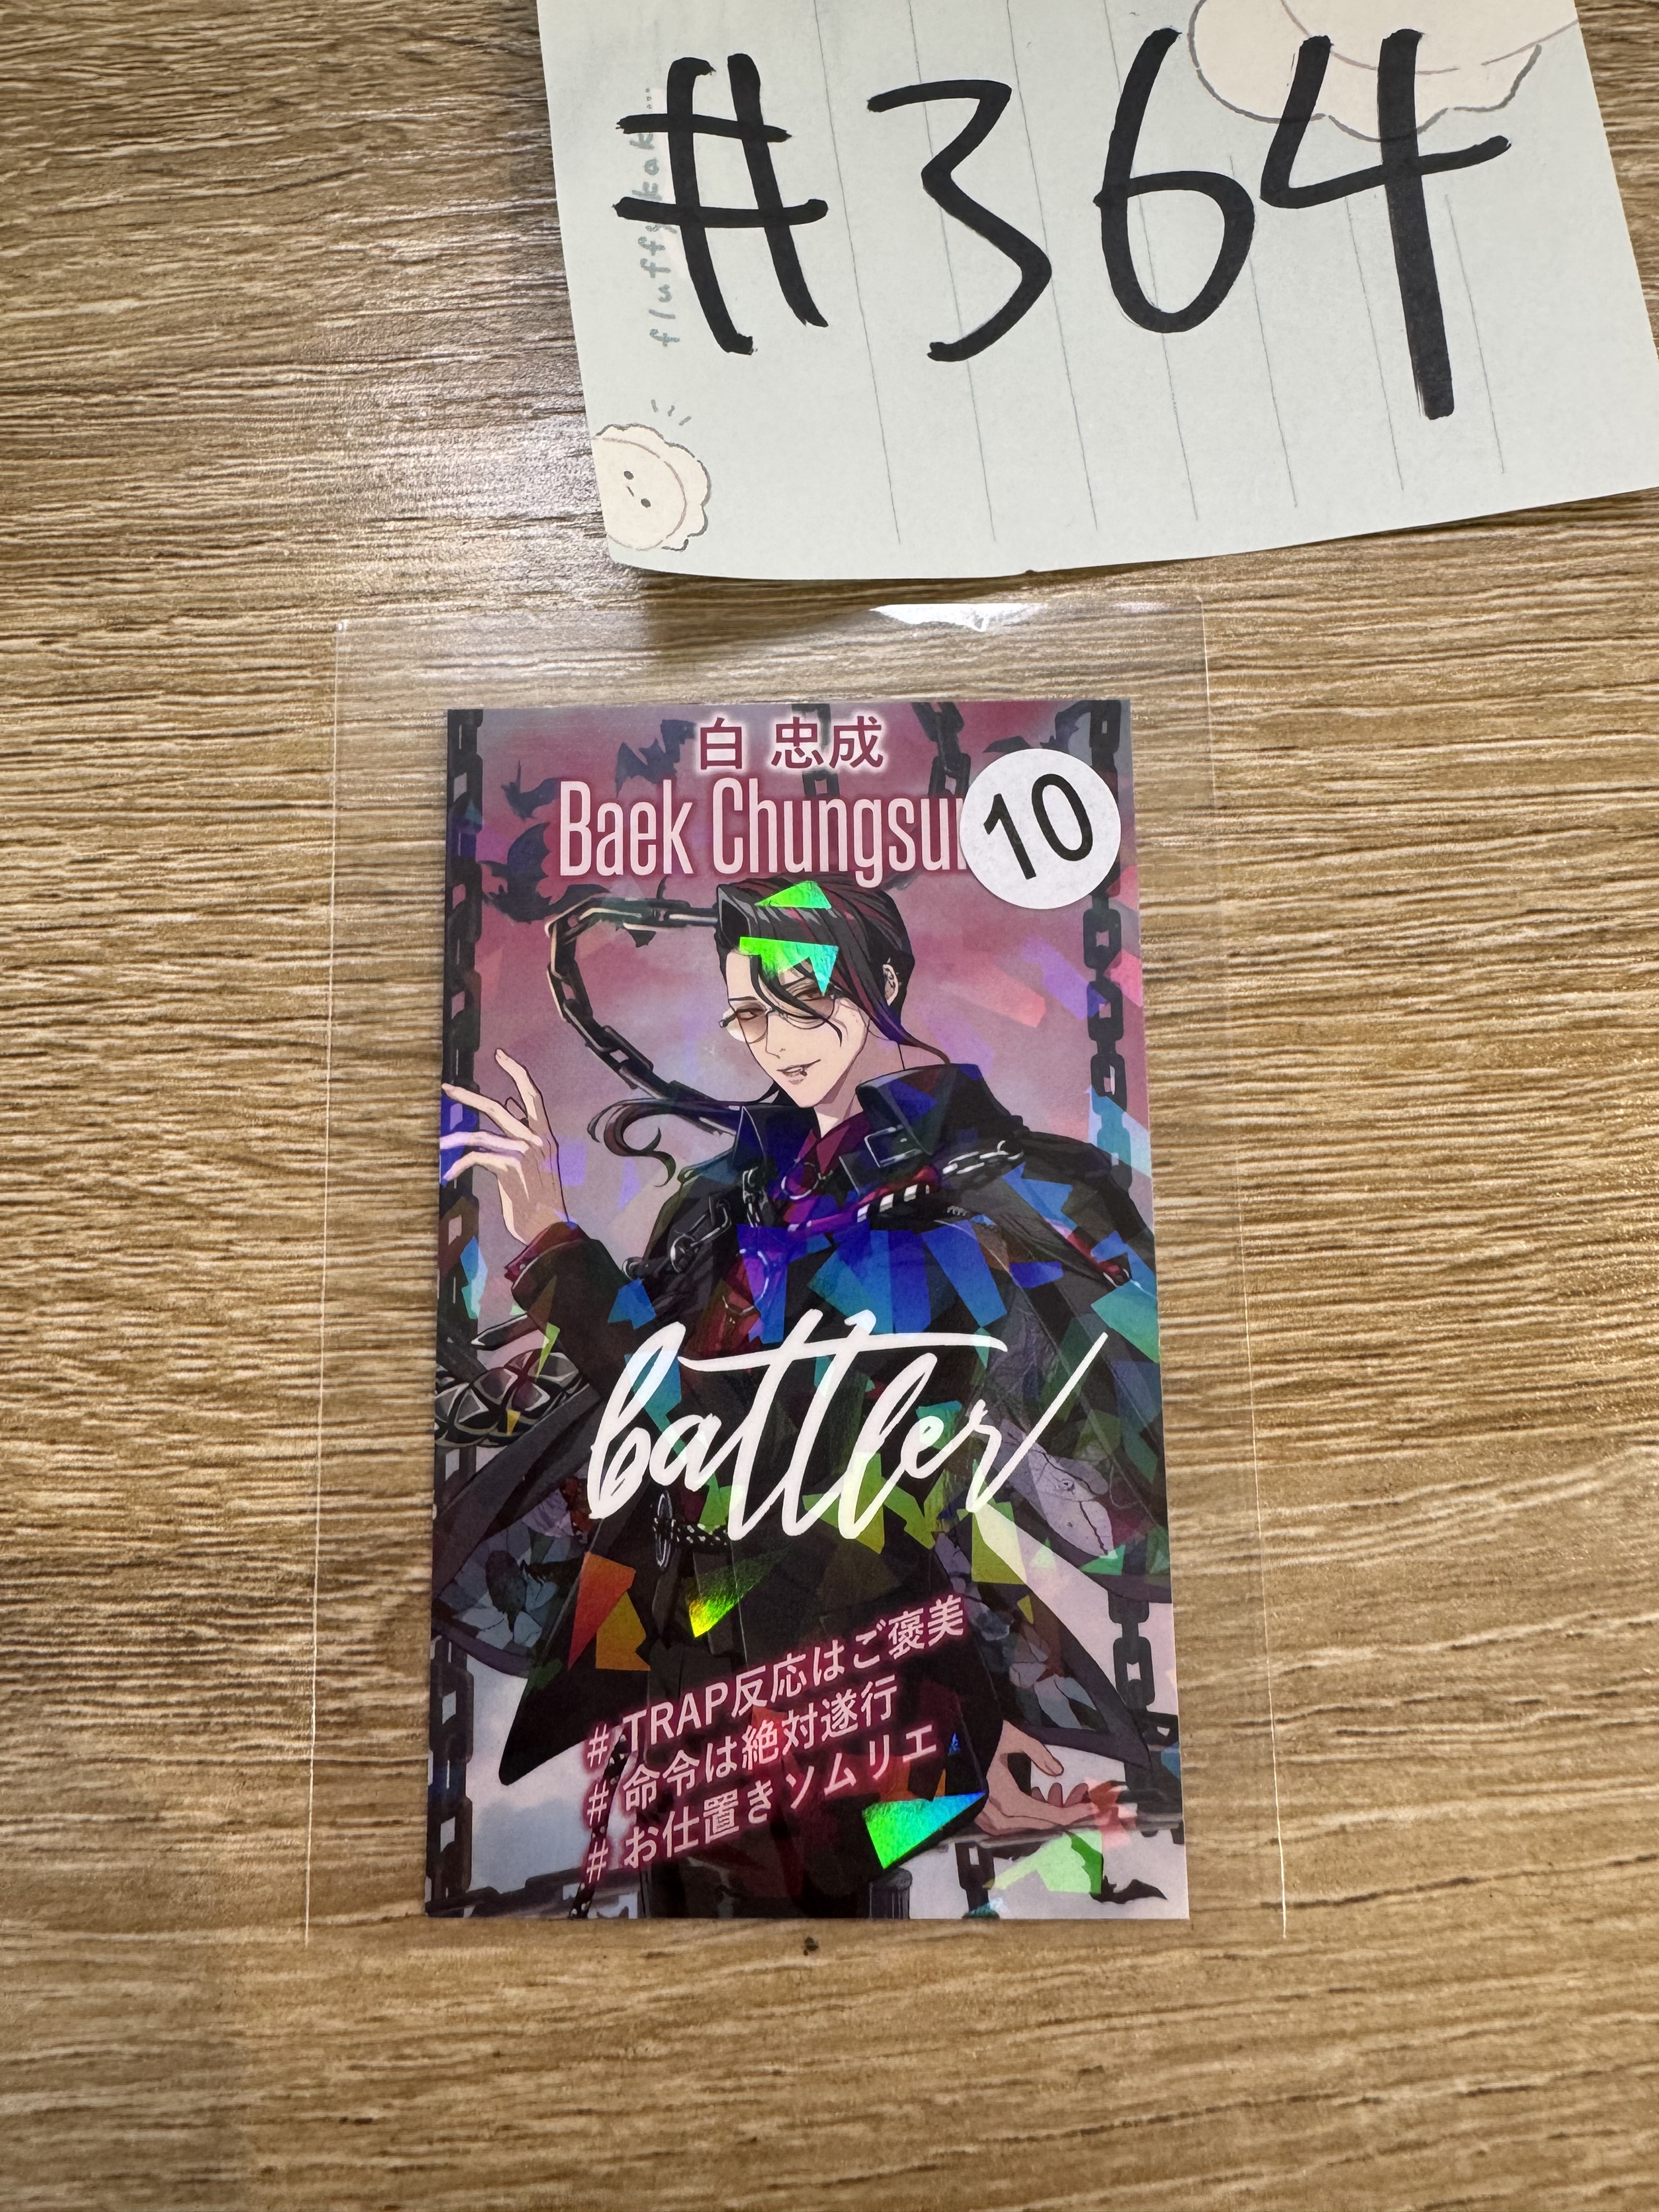 #364
fluffykak...
白 忠成
Baek Chungsu
10
battler
# TRAP反応はご褒美
# 命令は絶対遂行
# お仕置きソムリエ